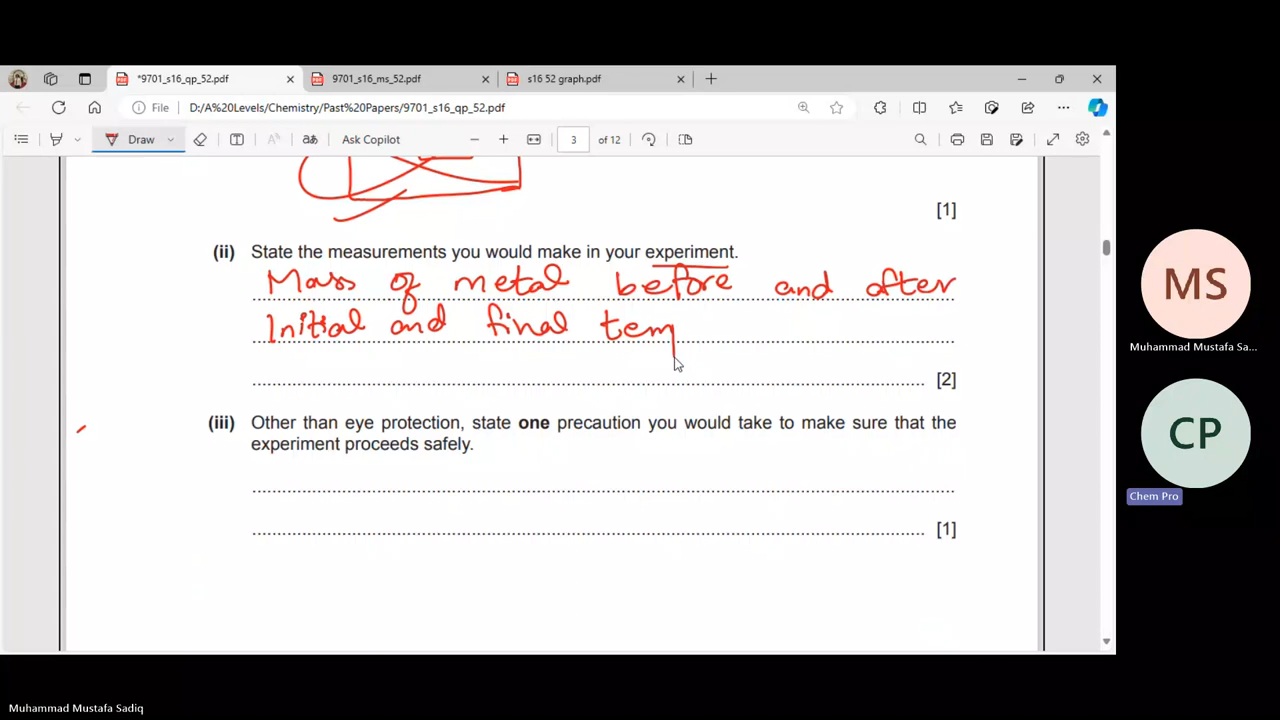 *9701_s16_qp_52.pdf
9701_s16_ms_52.pdf
s16 52 graph.pdf
File
D:/A%20Levels/Chemistry/Past%20Papers/9701_s16_qp_52.pdf
Draw
Ask Copilot
3 of 12
[1]
(ii) State the measurements you would make in your experiment.
Mass of metal before and after
Initial and final temp
[2]
(iii) Other than eye protection, state one precaution you would take to make sure that the
experiment proceeds safely.
[1]
MS
Muhammad Mustafa Sa...
CP
Chem Pro
Muhammad Mustafa Sadiq